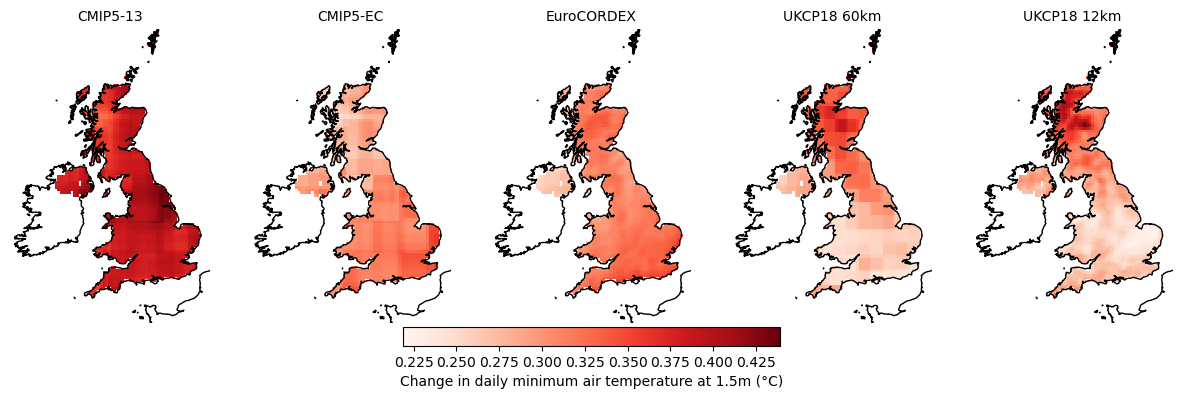 CMIP5-13 CMIP5-EC EuroCORDEX UKCP18 60km UKCP18 12km
0.225 0.250 0.275 0.300 0.325 0.350 0.375 0.400 0.425
Change in daily minimum air temperature at 1.5m (°C)